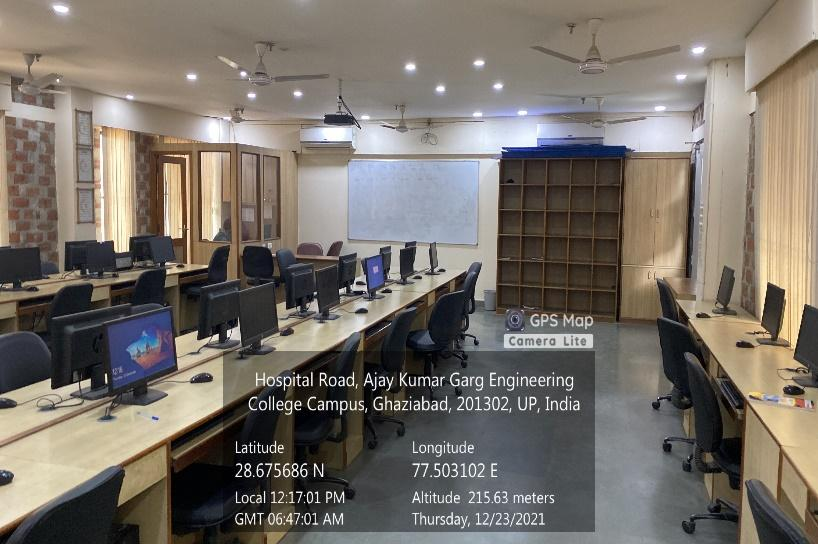 GPS Map
Camera Lite
Hospital Road, Ajay Kumar Garg Engineering
College Campus, Ghaziabad, 201302, UP, India
Latitude
28.675686 N
Longitude
77.503102 E
Local 12:17:01 PM
GMT 06:47:01 AM
Altitude 215.63 meters
Thursday, 12/23/2021
12:16